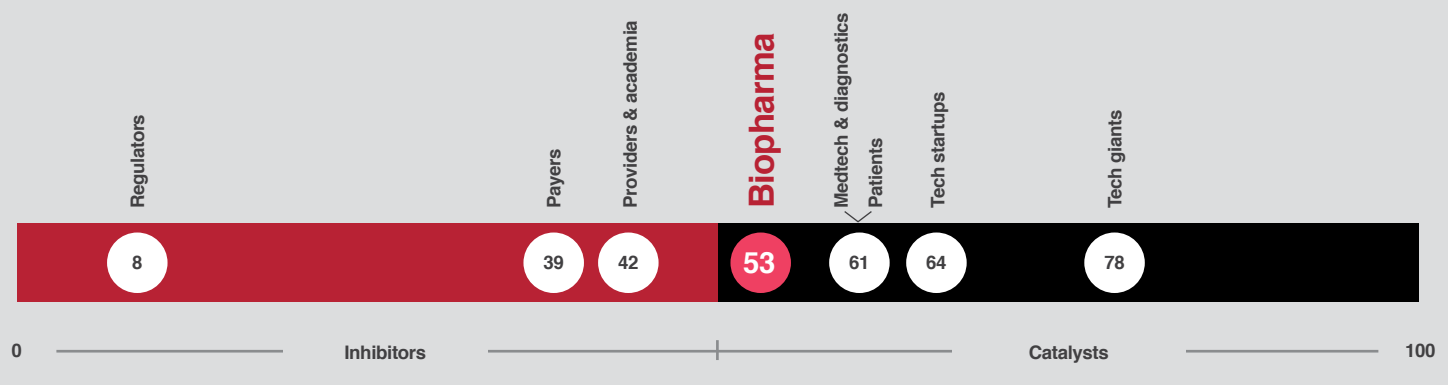 Regulators
Payers
Providers & academia
Biopharma
Medtech & diagnostics
Patients
Tech startups
Tech giants
8
39
42
53
61
64
78
0
Inhibitors
Catalysts
100